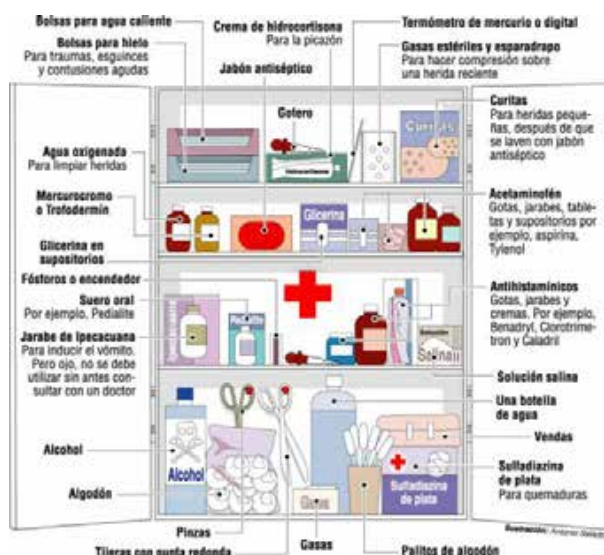 Bolsas para agua caliente
Bolsas para hielo
Para traumas, esguinces
y contusiones agudas
Crema de hidrocortisona
Para la picazón
Jabón antiséptico
Termómetro de mercurio o digital
Gasas estériles y esparadrapo
Para hacer compresión sobre
una herida reciente
Gotero
Curitas
Hidrocortisona
Curitas
Para heridas peque-
ñas, después de que
se laven con jabón
antiséptico
Agua oxigenada
Para limpiar heridas
Mercurocromo
o Trofodermín
Glicerina
Acetaminofén
Gotas, jarabes, table-
tas y supositorios por
ejemplo, aspirina,
Tylenol
Glicerina en
supositorios
Fósforos o encendedor
Suero oral
Por ejemplo, Pedialite
Jarabe de Ipecacuana
Para inducir el vómito.
Pero ojo, no se debe
utilizar sin antes con-
sultar con un doctor
Antihistamínicos
Gotas, jarabes y
cremas. Por ejemplo,
Benadryl, Clorotrime-
tron y Caladril
Solución
Salina
Solución salina
Una botella
de agua
Vendas
Alcohol
Alcohol
Algodón
Gasas
Sulfadiazina
de plata
Sulfadiazina
de plata
Para quemaduras
Pinzas
Tijeras con punta redonda
Gasas
Palitos de algodón
Ilustración: Antonio